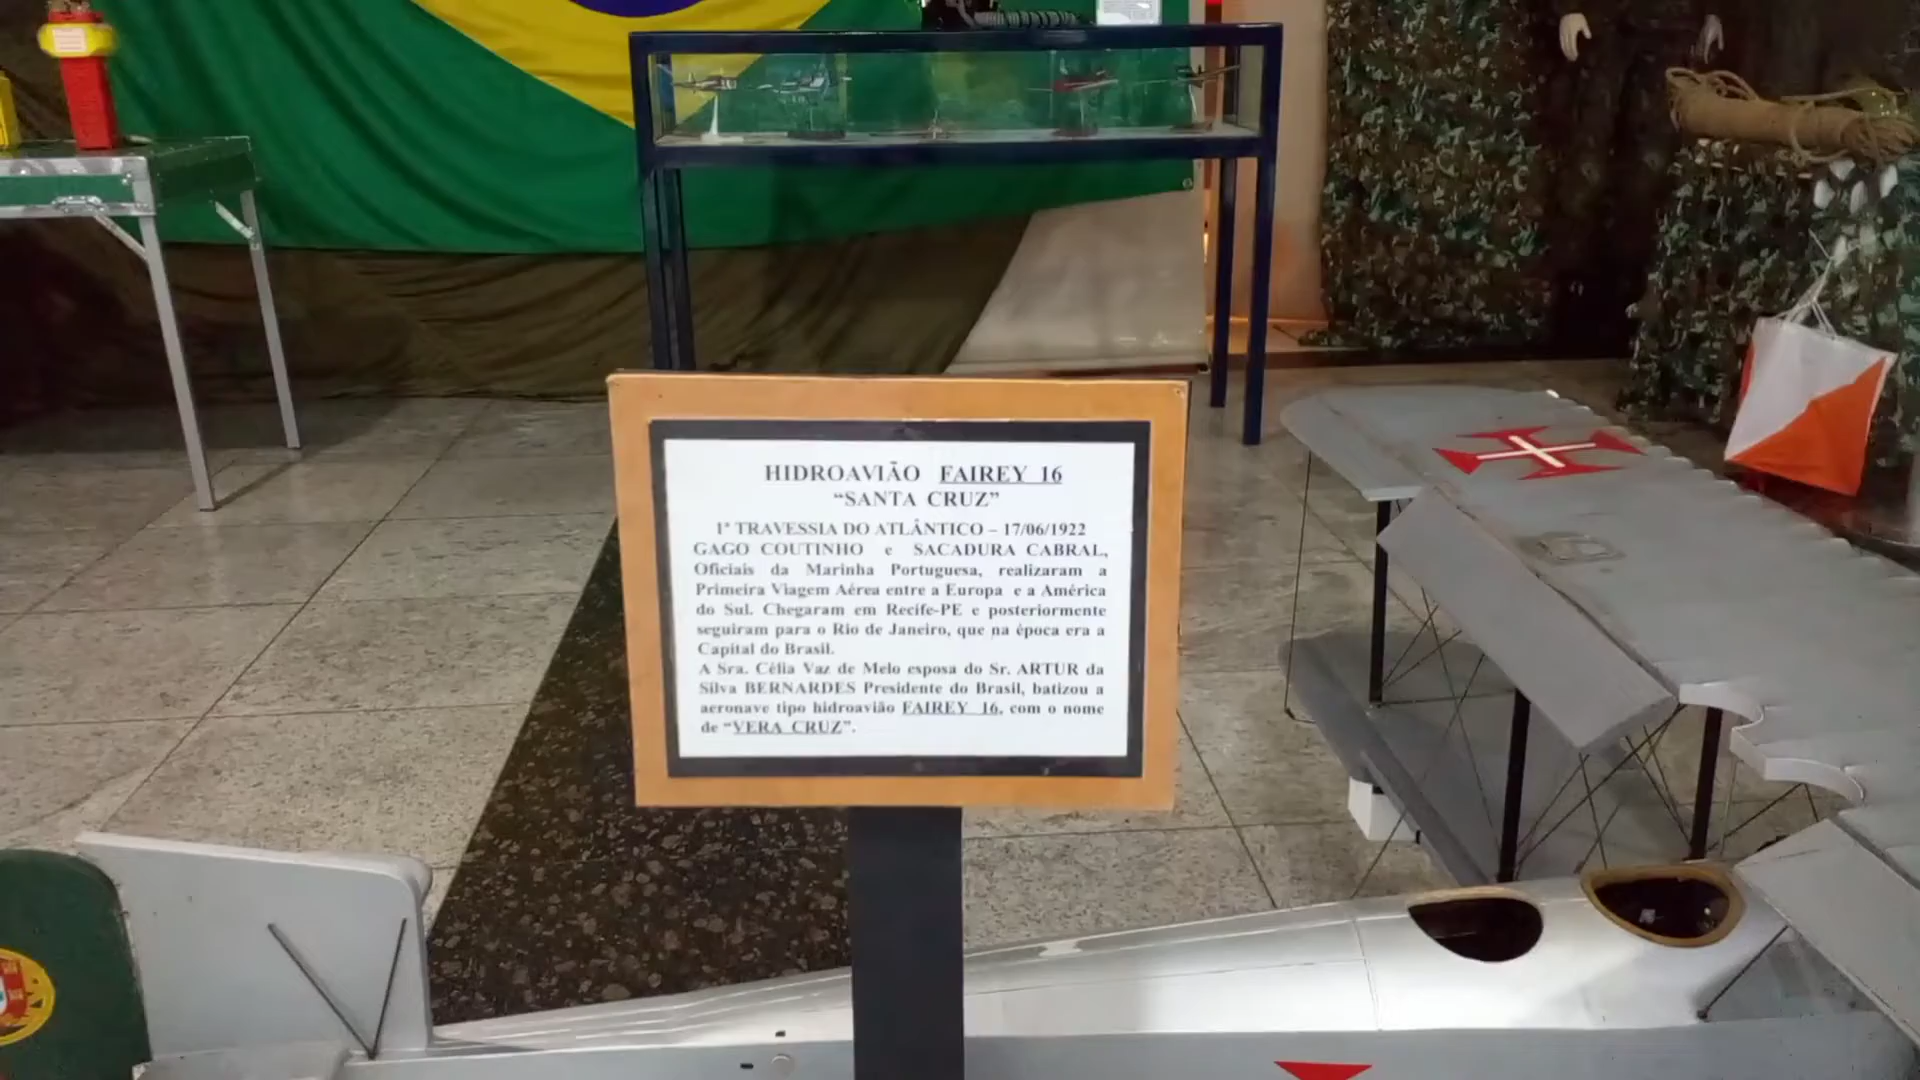 HIDROAVIÃO FAIREY 16
“SANTA CRUZ”
1ª TRAVESSIA DO ATLÂNTICO – 17/06/1922
GAGO COUTINHO e SACADURA CABRAL,
Oficiais da Marinha Portuguesa, realizaram a
Primeira Viagem Aérea entre a Europa e a América
do Sul. Chegaram em Recife-PE e posteriormente
seguiram para o Rio de Janeiro, que na época era a
Capital do Brasil.
A Sra. Célia Vaz de Melo esposa do Sr. ARTUR da
Silva BERNARDES Presidente do Brasil, batizou a
aeronave tipo hidroavião FAIREY 16, com o nome
de “VERA CRUZ”.